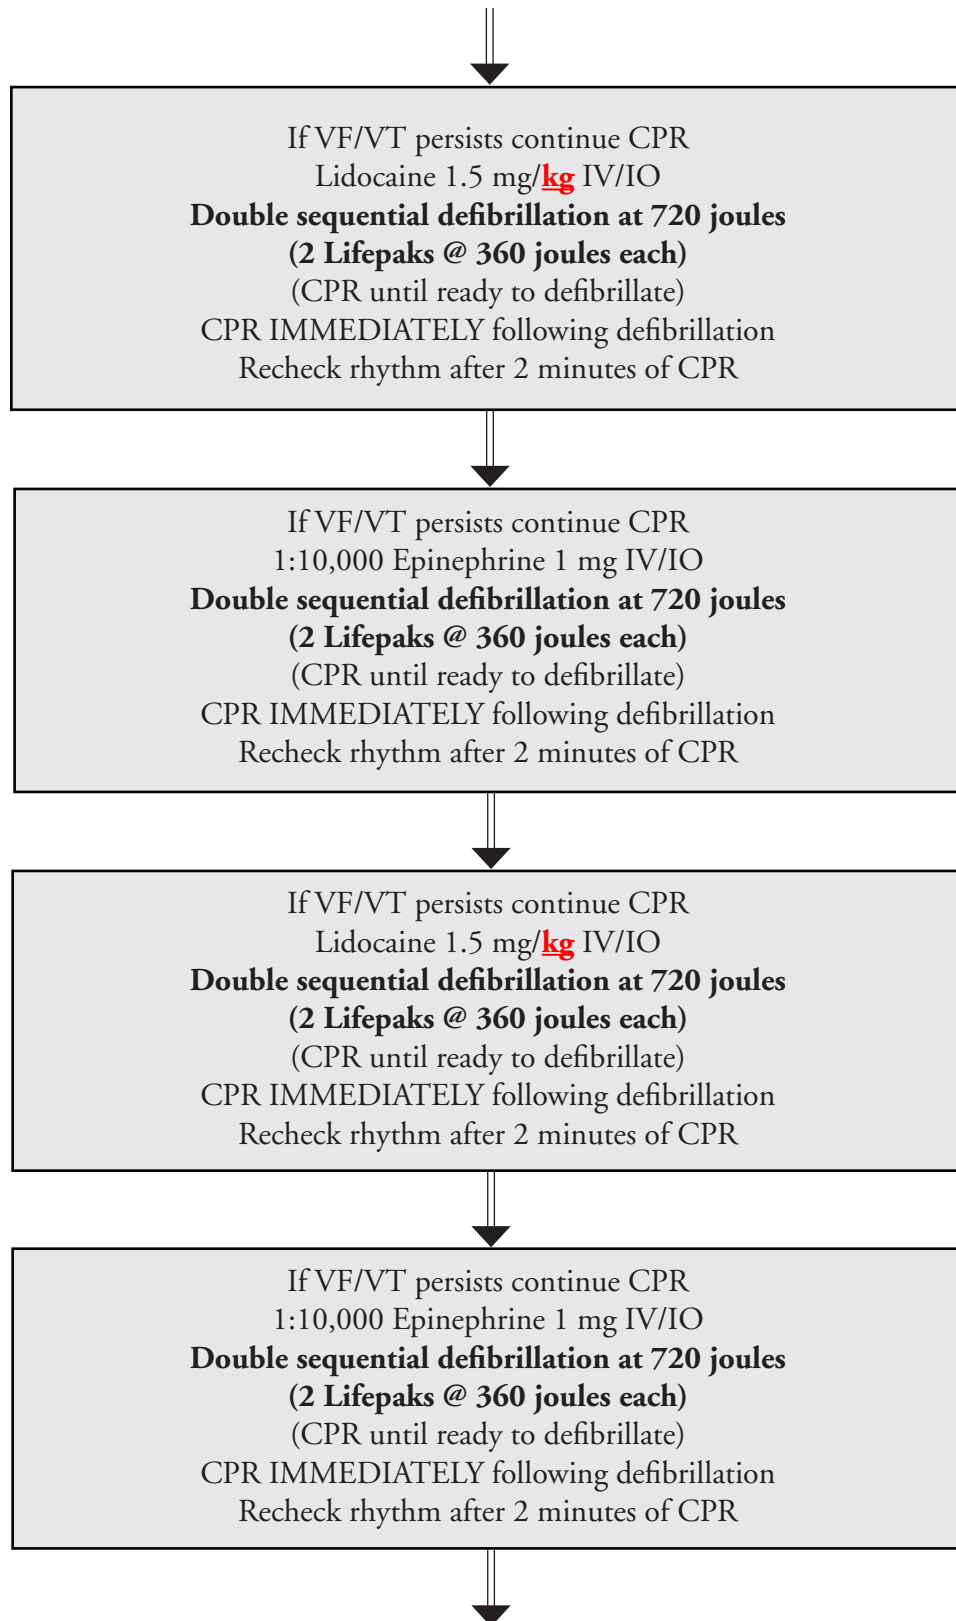 If VF/VT persists continue CPR
Lidocaine 1.5 mg/kg IV/IO
Double sequential defibrillation at 720 joules
(2 Lifepaks @ 360 joules each)
(CPR until ready to defibrillate)
CPR IMMEDIATELY following defibrillation
Recheck rhythm after 2 minutes of CPR
If VF/VT persists continue CPR
1:10,000 Epinephrine 1 mg IV/IO
Double sequential defibrillation at 720 joules
(2 Lifepaks @ 360 joules each)
(CPR until ready to defibrillate)
CPR IMMEDIATELY following defibrillation
Recheck rhythm after 2 minutes of CPR
If VF/VT persists continue CPR
Lidocaine 1.5 mg/kg IV/IO
Double sequential defibrillation at 720 joules
(2 Lifepaks @ 360 joules each)
(CPR until ready to defibrillate)
CPR IMMEDIATELY following defibrillation
Recheck rhythm after 2 minutes of CPR
If VF/VT persists continue CPR
1:10,000 Epinephrine 1 mg IV/IO
Double sequential defibrillation at 720 joules
(2 Lifepaks @ 360 joules each)
(CPR until ready to defibrillate)
CPR IMMEDIATELY following defibrillation
Recheck rhythm after 2 minutes of CPR